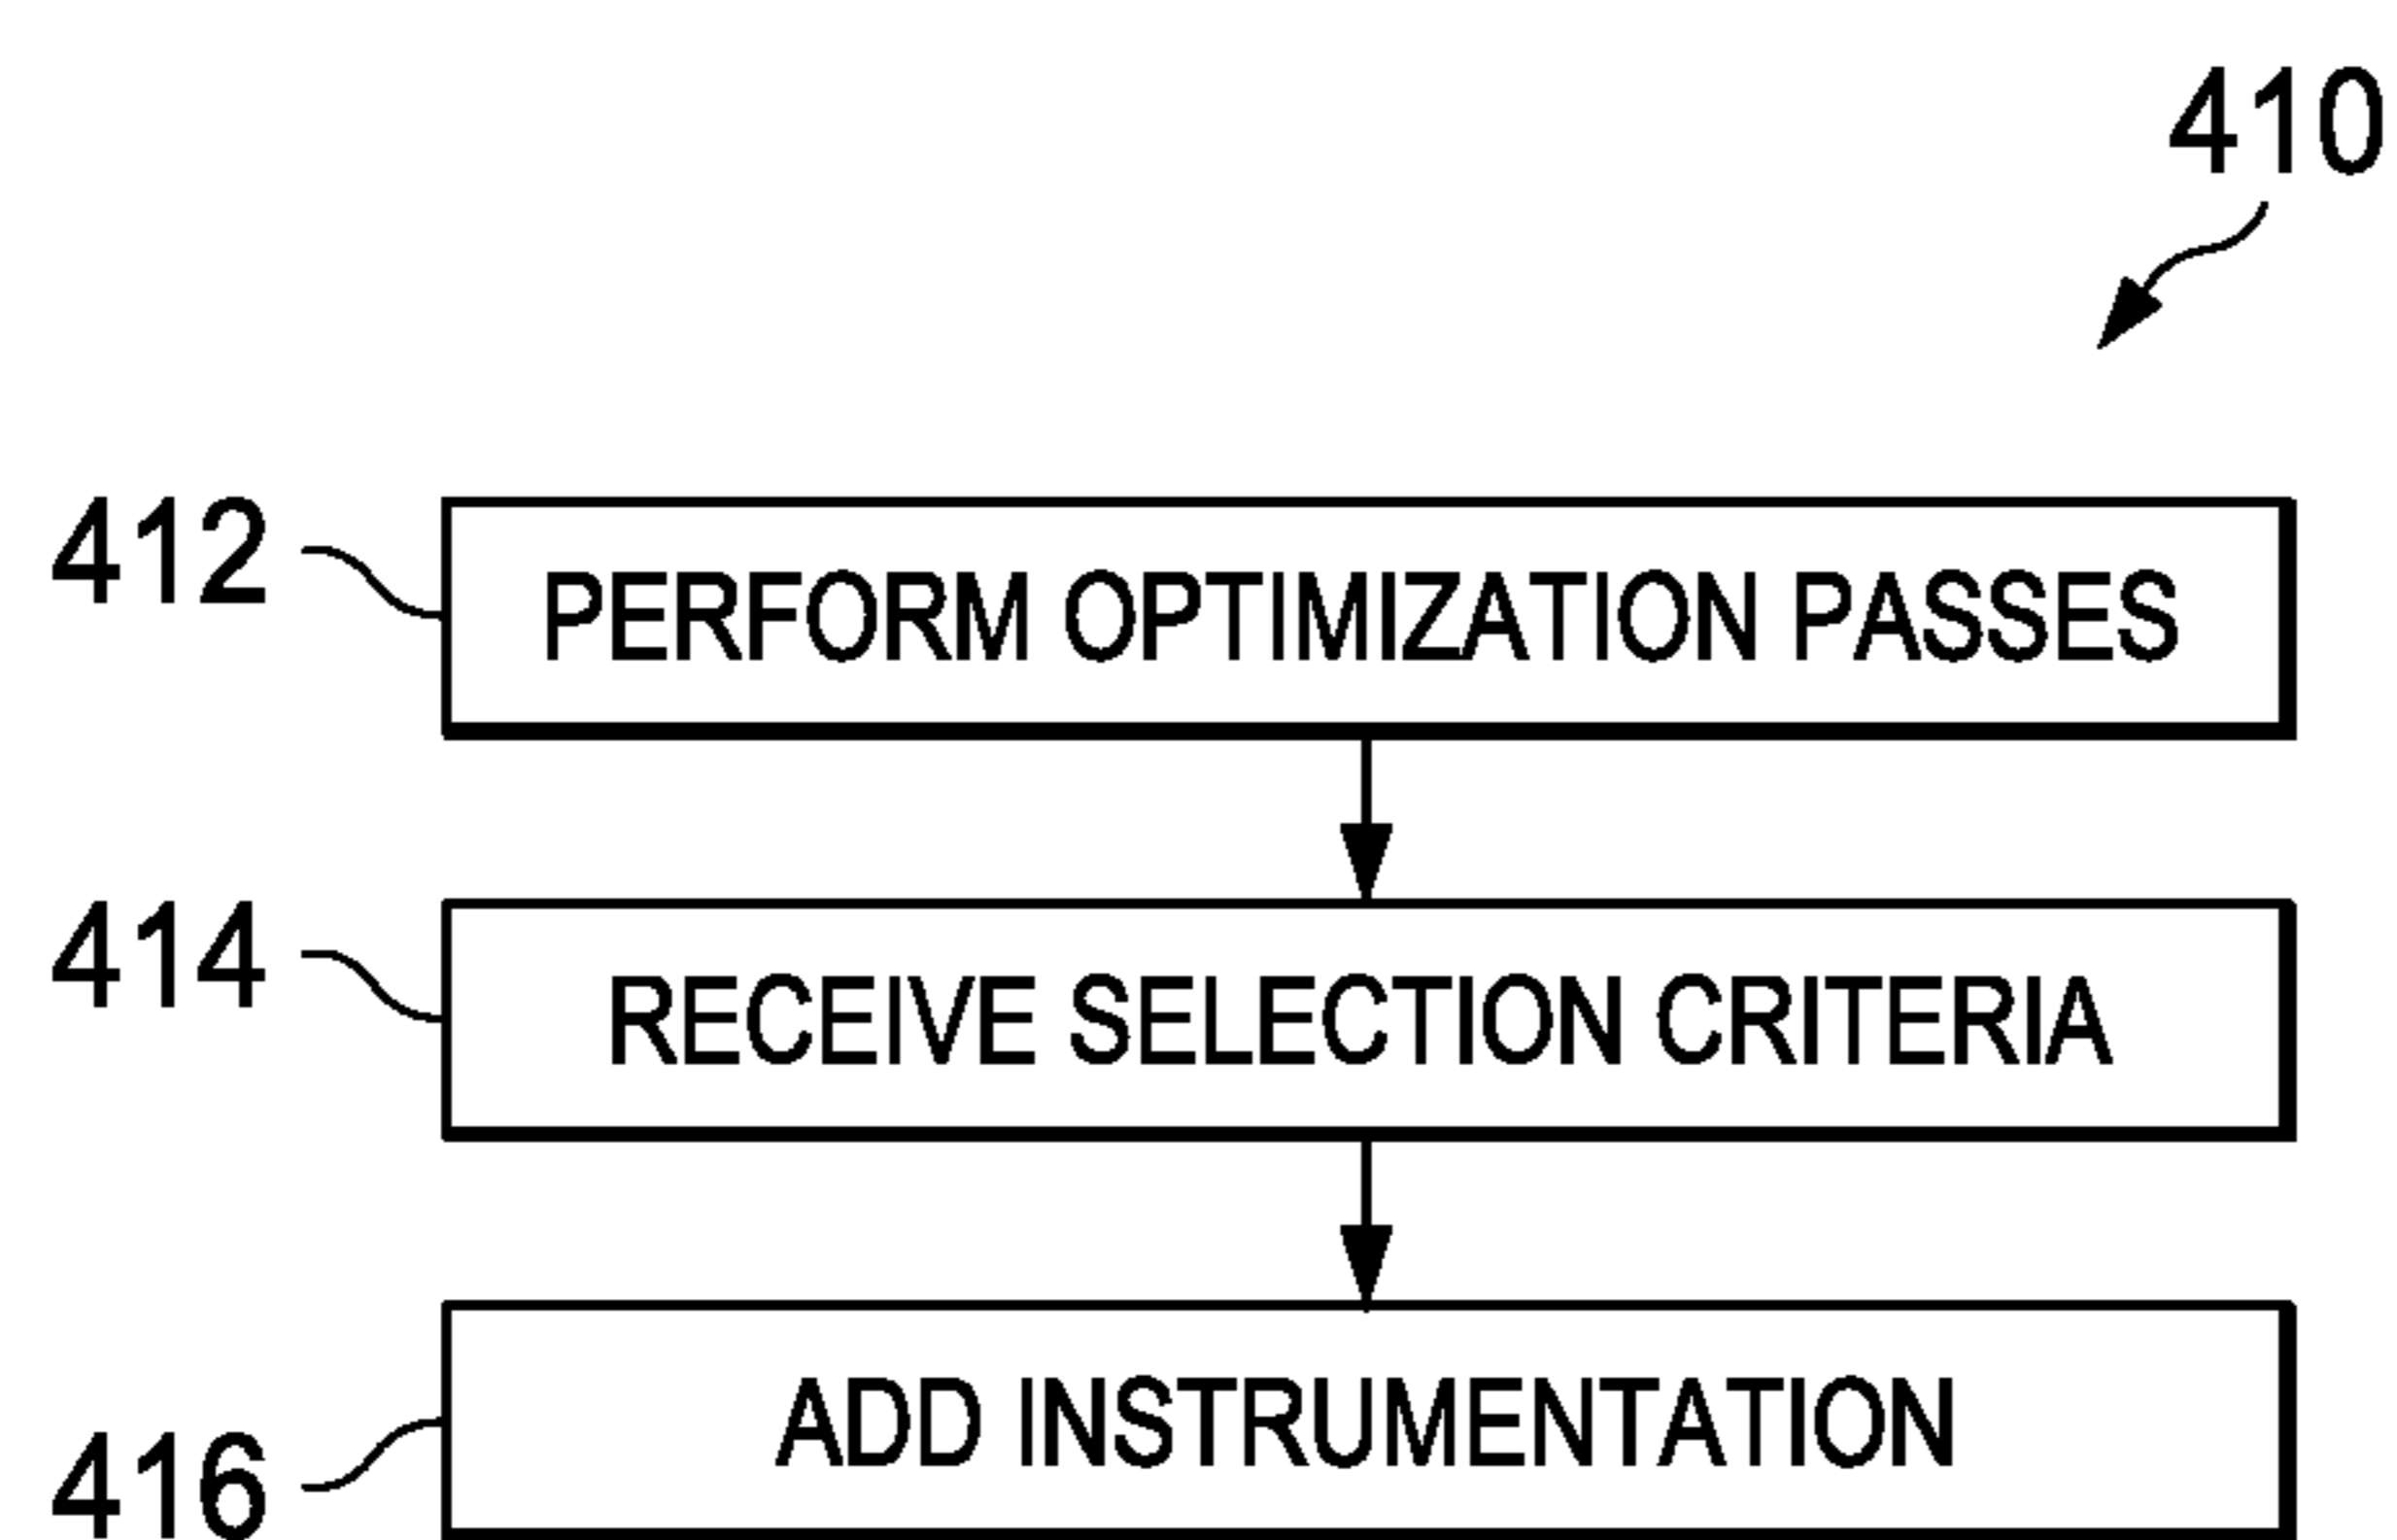 410
412
PERFORM OPTIMIZATION PASSES
414
RECEIVE SELECTION CRITERIA
416
ADD INSTRUMENTATION